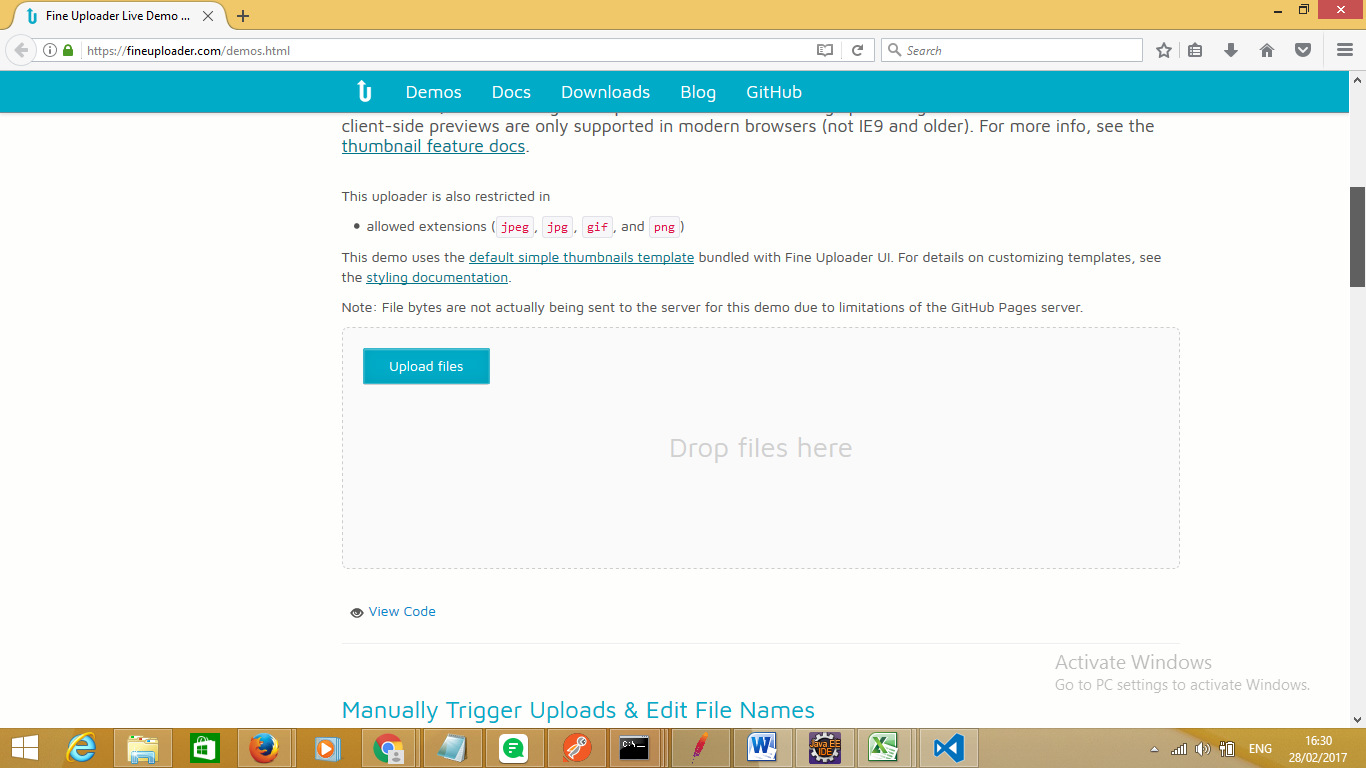 Fine Uploader Live Demo ...
https://fineuploader.com/demos.html
Search
Demos Docs Downloads Blog GitHub
client-side previews are only supported in modern browsers (not IE9 and older). For more info, see the
thumbnail feature docs.
This uploader is also restricted in
• allowed extensions (jpeg, jpg, gif, and png)
This demo uses the default simple thumbnails template bundled with Fine Uploader UI. For details on customizing templates, see
the styling documentation.
Note: File bytes are not actually being sent to the server for this demo due to limitations of the GitHub Pages server.
Upload files
Drop files here
View Code
Activate Windows
Go to PC settings to activate Windows.
Manually Trigger Uploads & Edit File Names
Java EE
IDE
ENG
16:30
28/02/2017